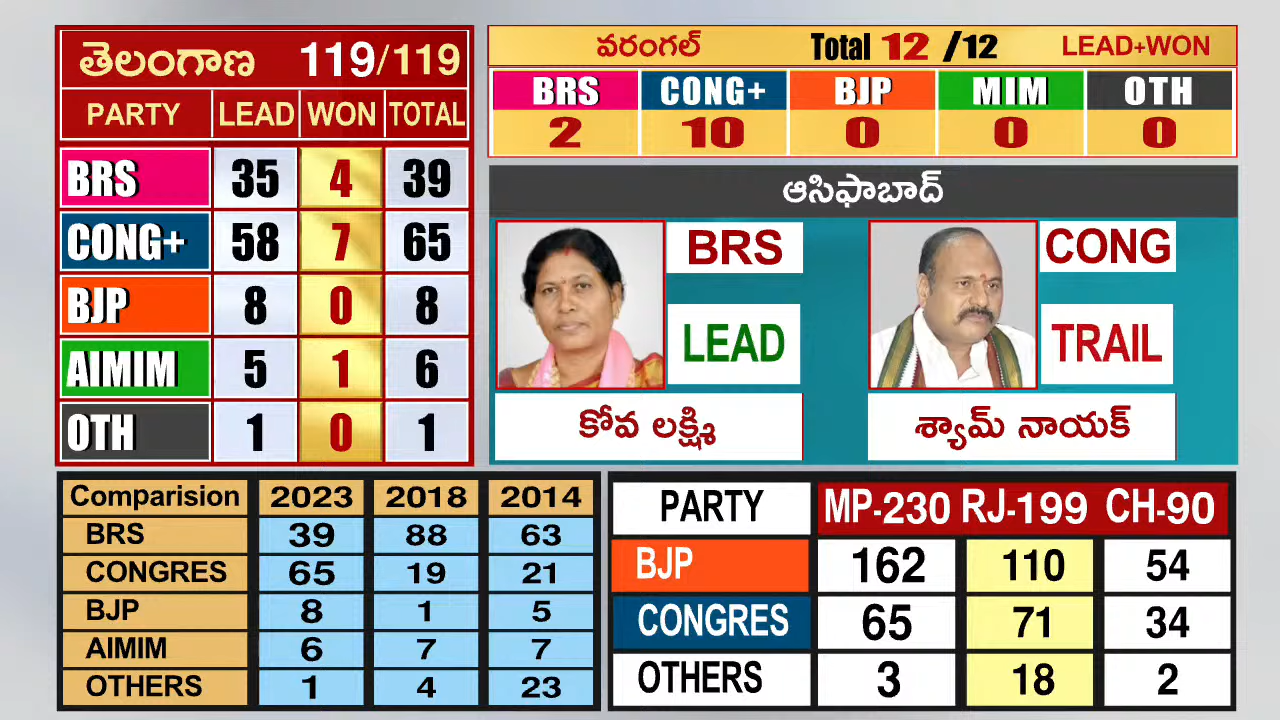 తెలంగాణ 119/119
PARTY LEAD WON TOTAL
BRS 35 4 39
CONG+ 58 7 65
BJP 8 0 8
AIMIM 5 1 6
OTH 1 0 1
వరంగల్ Total 12 /12 LEAD+WON
BRS CONG+ BJP MIM OTH
2 10 0 0 0
ఆసిఫాబాద్
BRS CONG
LEAD TRAIL
కోవ లక్ష్మి శ్యామ్ నాయక్
Comparision 2023 2018 2014
BRS 39 88 63
CONGRES 65 19 21
BJP 8 1 5
AIMIM 6 7 7
OTHERS 1 4 23
PARTY MP-230 RJ-199 CH-90
BJP 162 110 54
CONGRES 65 71 34
OTHERS 3 18 2